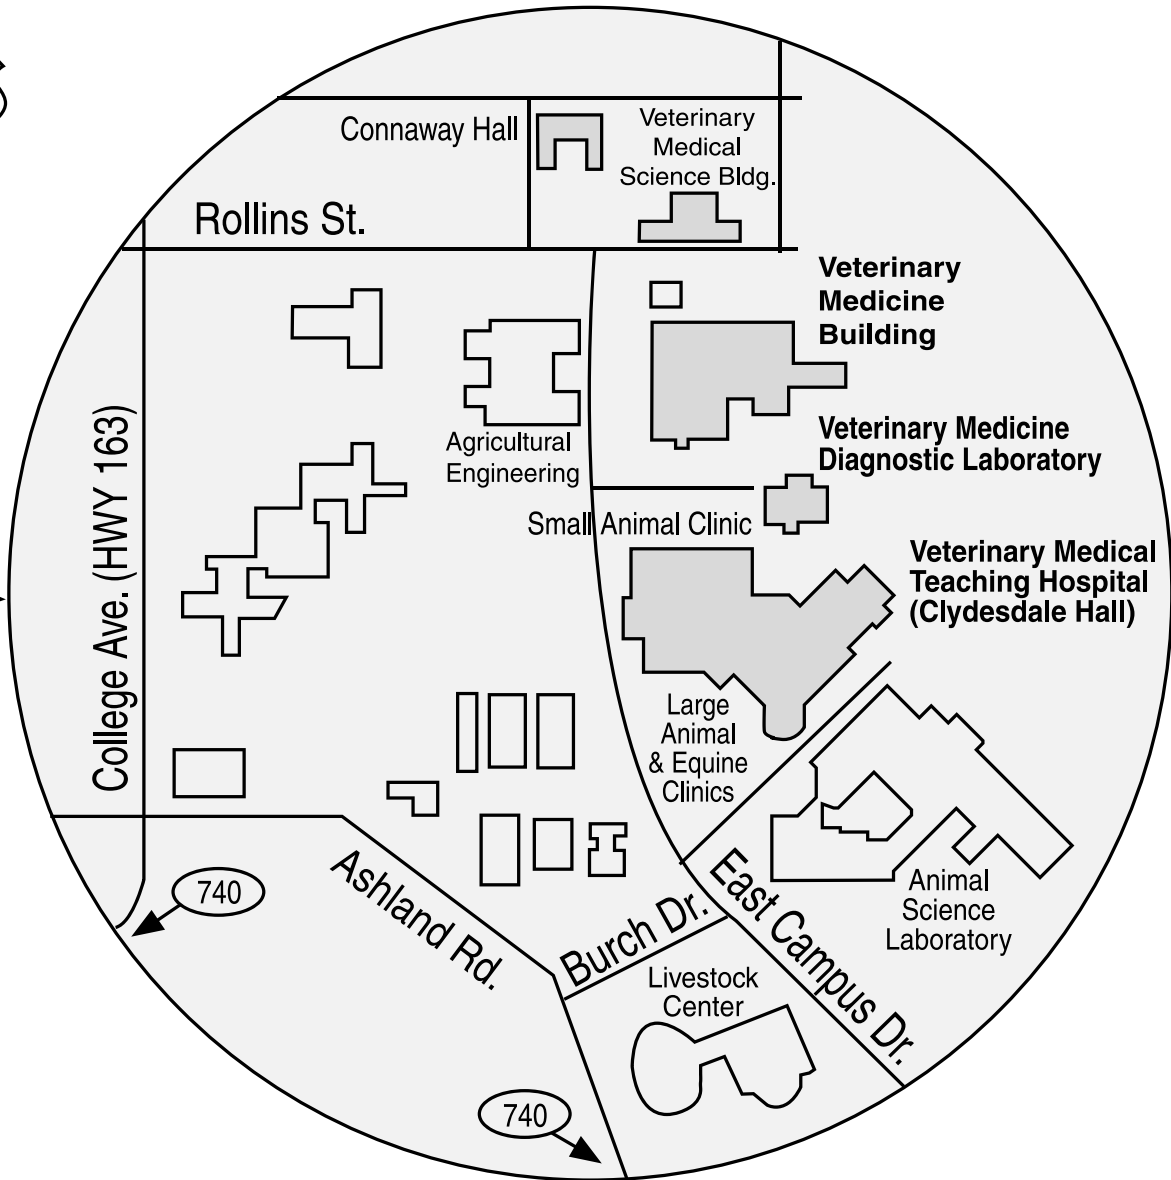 Connaway Hall
Veterinary
Medical
Science Bldg.
Rollins St.
Veterinary
Medicine
Building
Agricultural
Engineering
Veterinary Medicine
Diagnostic Laboratory
College Ave. (HWY 163)
Small Animal Clinic
Veterinary Medical
Teaching Hospital
(Clydesdale Hall)
Large
Animal
& Equine
Clinics
740
Ashland Rd.
Burch Dr.
East Campus Dr.
Animal
Science
Laboratory
Livestock
Center
740